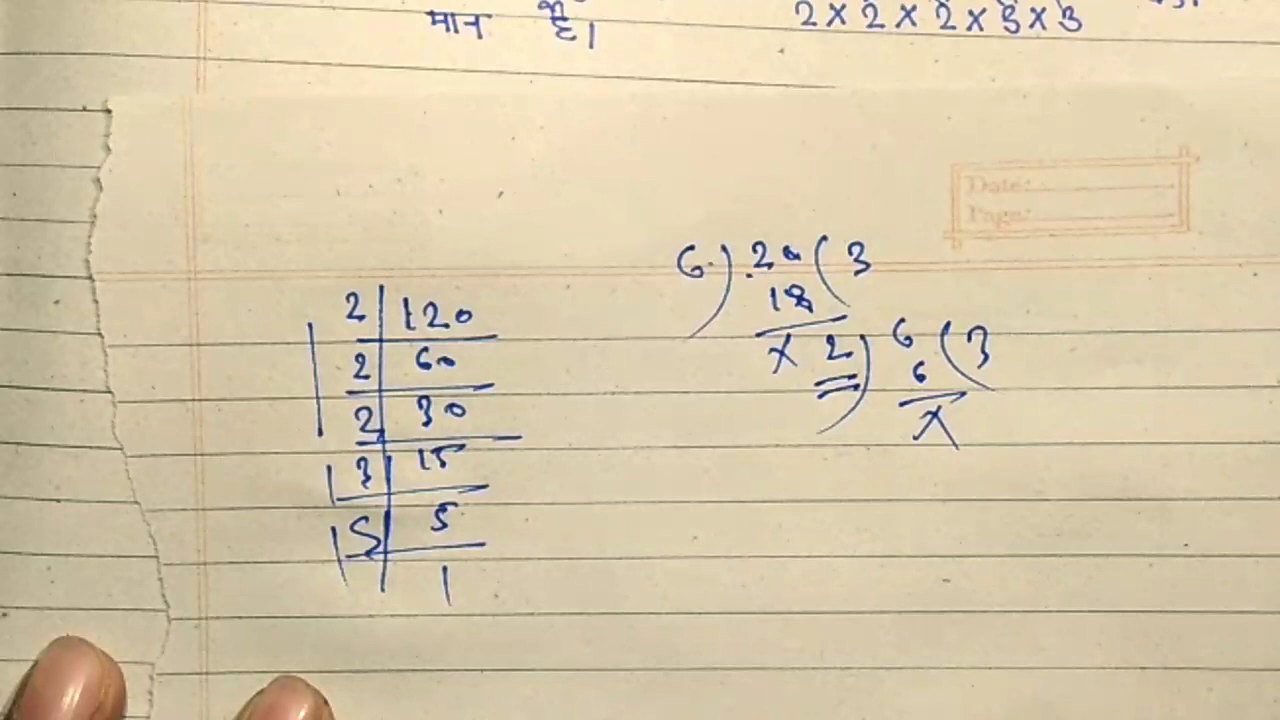 मान है। 2 × 2 × 2 × 3 × 3
Date:
Page:
6 ) 20 ( 3
18
× 2 ) 6 ( 3
6
×
2 | 120
2 | 60
2 | 30
3 | 15
5 | 5
1